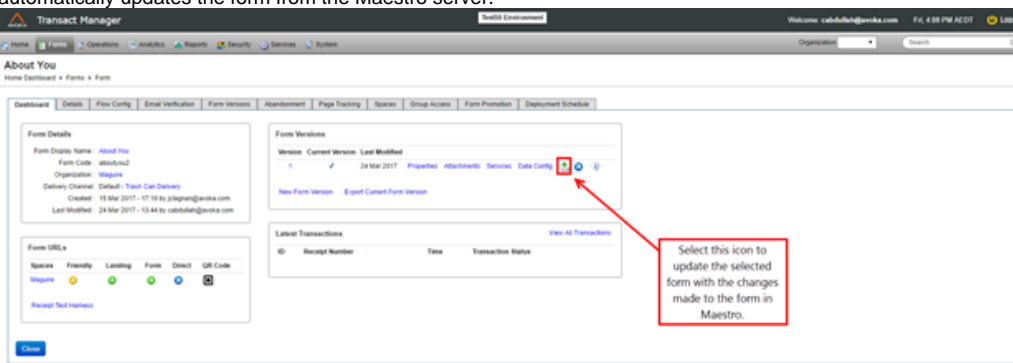 automatically updates the form from the Maestro server.
Transact Manager
Test50 Environment
Welcome: cabdullah@avoka.com Fri, 4:08 PM AEDT
Home Forms Operations Analytics Reports Security Services System
Organization Search
About You
Home Dashboard » Forms » Form
Dashboard Details Flow Config Email Verification Form Versions Abandonment Page Tracking Spaces Group Access Form Promotion Deployment Schedule
Form Details
Form Display Name : About You
Form Code : aboutyou2
Organization : Maguire
Delivery Channel : Default - Trash Can Delivery
Created : 15 Mar 2017 - 17:10 by jclagnan@avoka.com
Last Modified : 24 Mar 2017 - 13:44 by cabdullah@avoka.com
Form Versions
Version Current Version Last Modified
1 24 Mar 2017 Properties Attachments Services Data Config
New Form Version Export Current Form Version
Form URLs
Spaces Friendly Landing Form Direct QR Code
Maguire
Receipt Test Harness
Latest Transactions View All Transactions
ID Receipt Number Time Transaction Status
Select this icon to
update the selected
form with the changes
made to the form in
Maestro.
Close